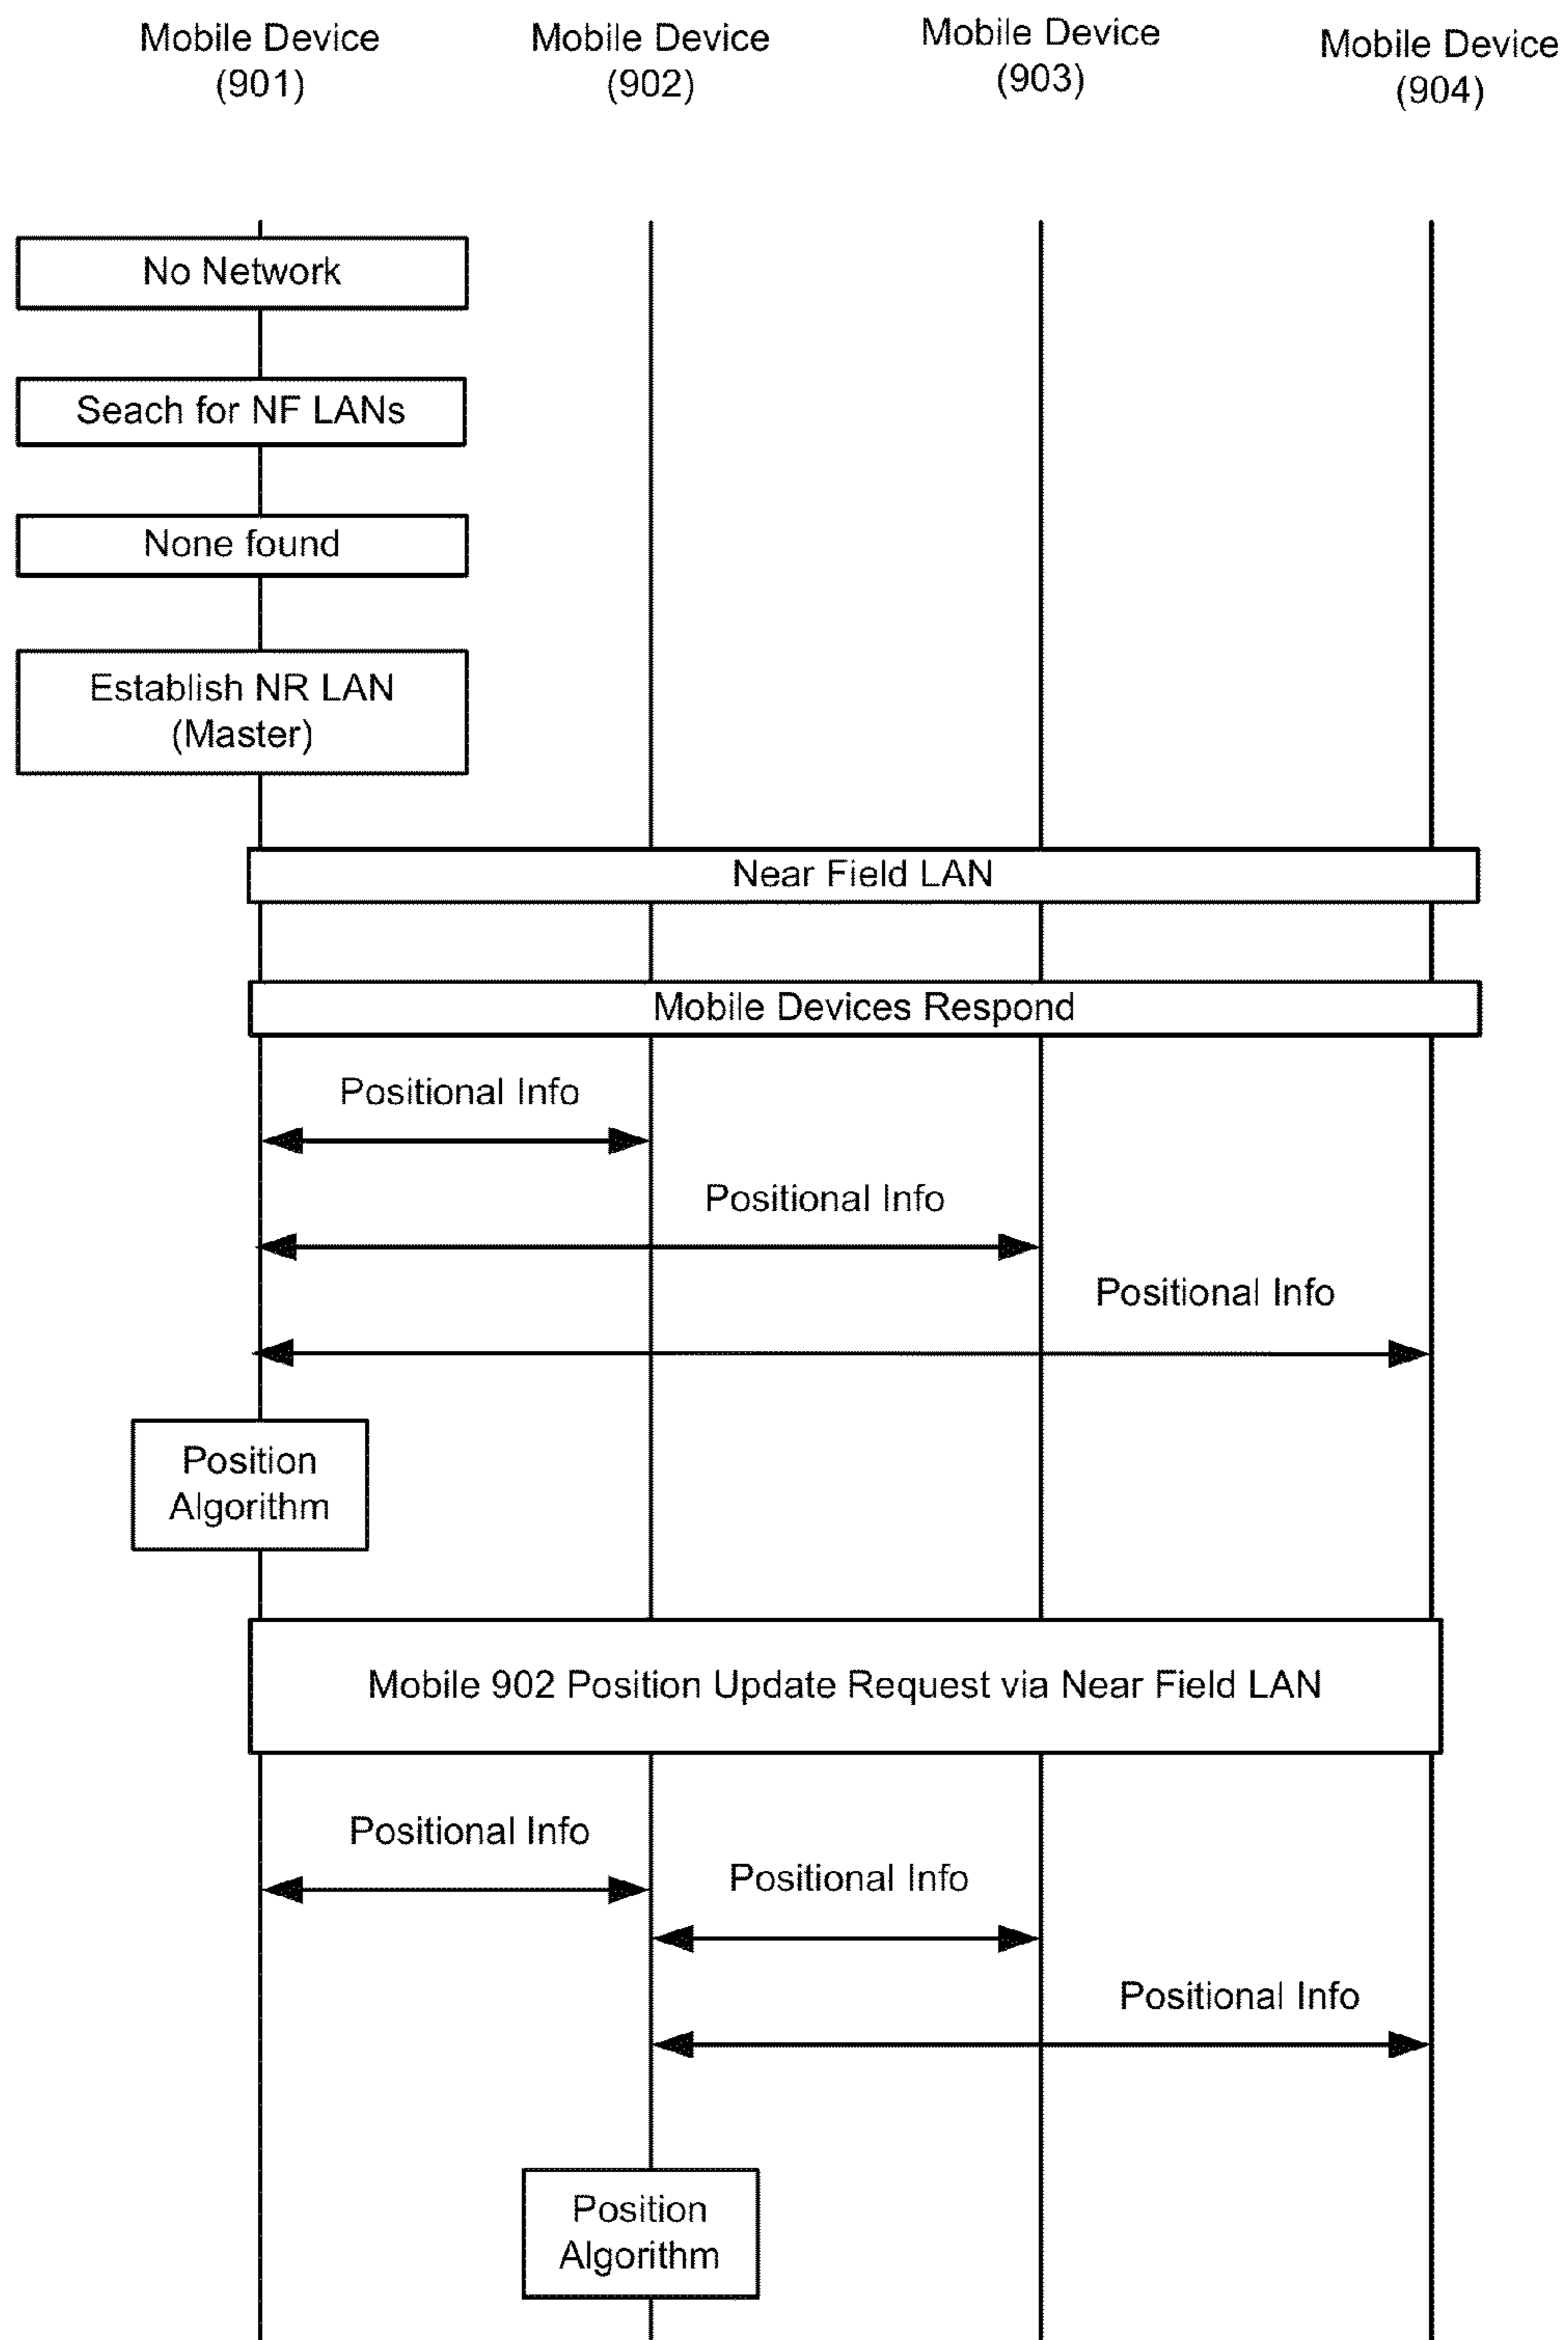 Mobile Device
(901)
Mobile Device
(902)
Mobile Device
(903)
Mobile Device
(904)
No Network
Seach for NF LANs
None found
Establish NR LAN
(Master)
Near Field LAN
Mobile Devices Respond
Positional Info
Positional Info
Positional Info
Position
Algorithm
Mobile 902 Position Update Request via Near Field LAN
Positional Info
Positional Info
Positional Info
Position
Algorithm